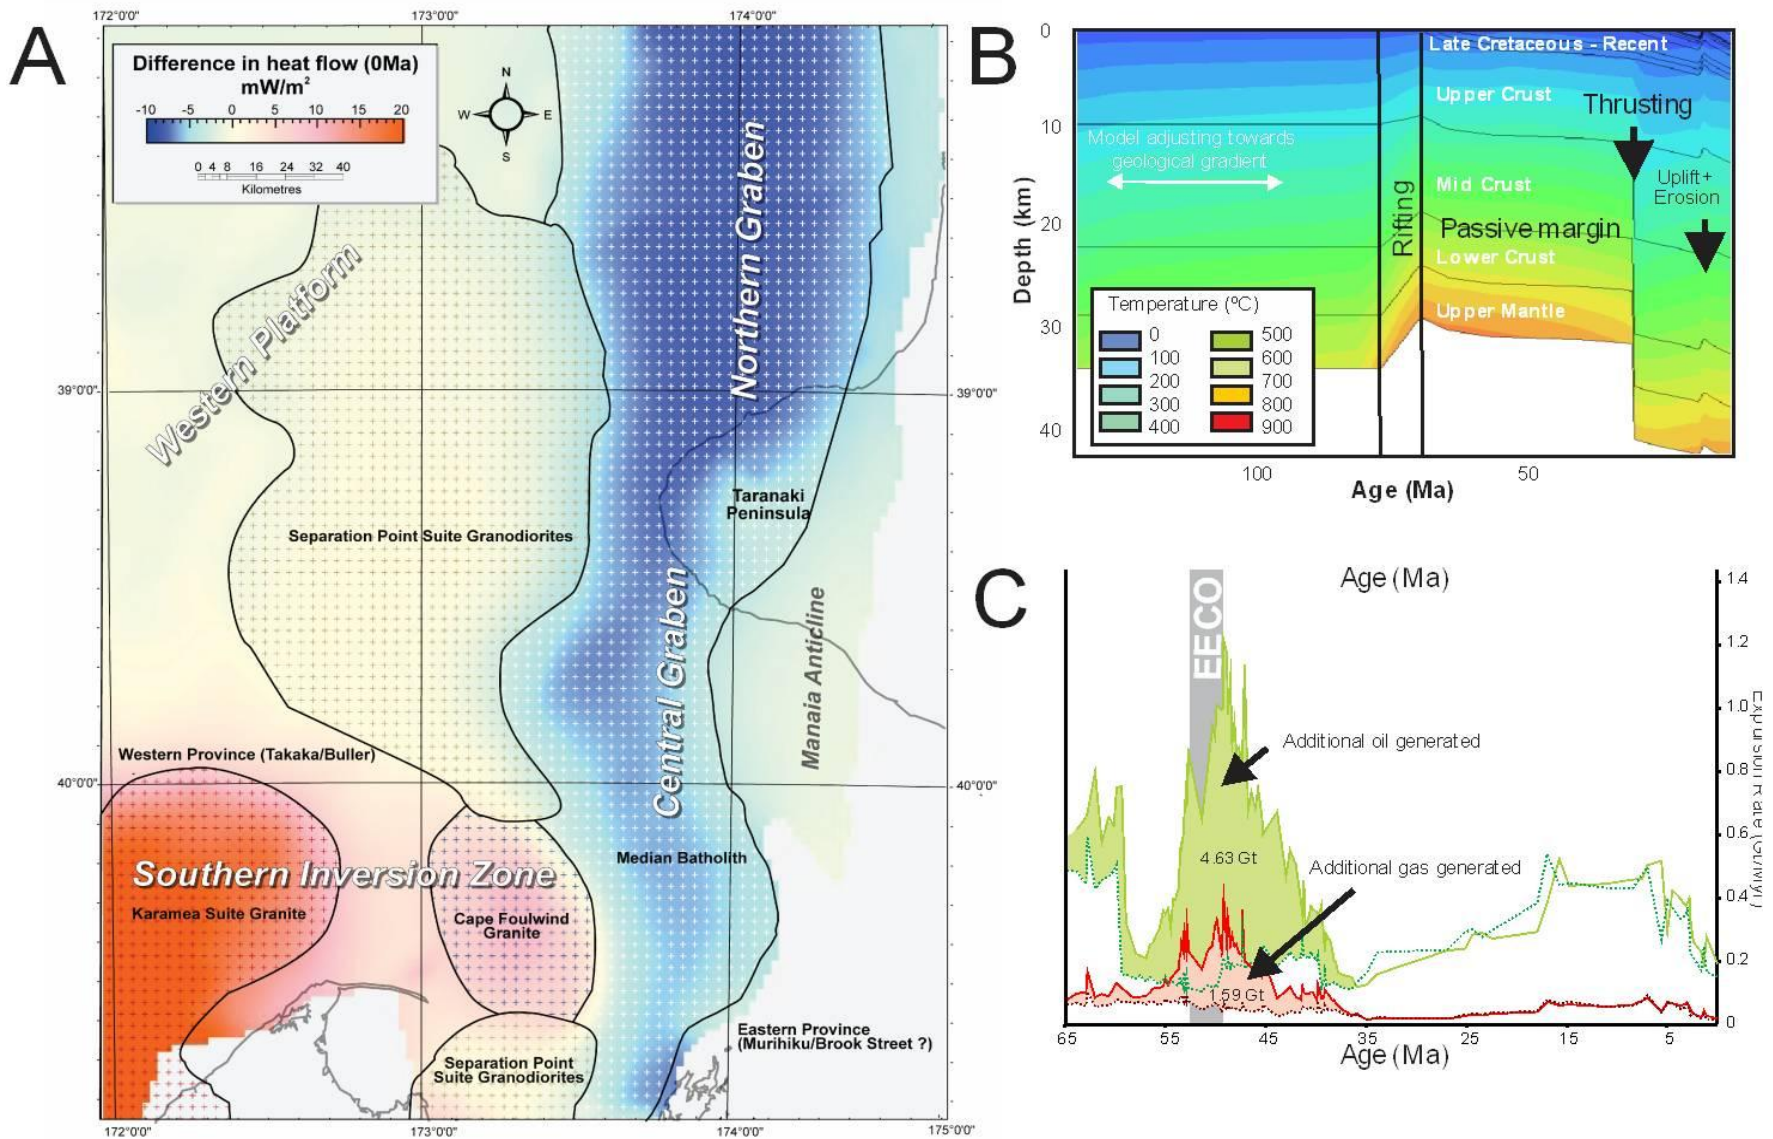 A
172°0'0"
173°0'0"
174°0'0"
Difference in heat flow (0Ma)
mW/m²
-10 -5 0 5 10 15 20
0 4 8 16 24 32 40
Kilometres
N
W E
S
Northern Graben
Western Platform
39°0'0"
39°0'0"
Taranaki
Peninsula
Separation Point Suite Granodiorites
Central Graben
Manaia Anticline
Western Province (Takaka/Buller)
40°0'0"
40°0'0"
Median Batholith
Southern Inversion Zone
Karamea Suite Granite
Cape Foulwind
Granite
Eastern Province
(Murihiku/Brook Street ?)
Separation Point
Suite Granodiorites
172°0'0"
173°0'0"
174°0'0"
175°0'0"
B
0
10
20
30
40
Depth (km)
Late Cretaceous - Recent
Upper Crust
Thrusting
Model adjusting towards
geological gradient
Mid Crust
Uplift+
Erosion
Rifting
Passive margin
Lower Crust
Upper Mantle
Temperature (ºC)
0 500
100 600
200 700
300 800
400 900
100 50
Age (Ma)
C
Age (Ma)
EECO
1.4
1.2
1.0
0.8
0.6
0.4
0.2
0
Additional oil generated
4.63 Gt
Additional gas generated
1.59 Gt
65 55 45 35 25 15 5
Age (Ma)